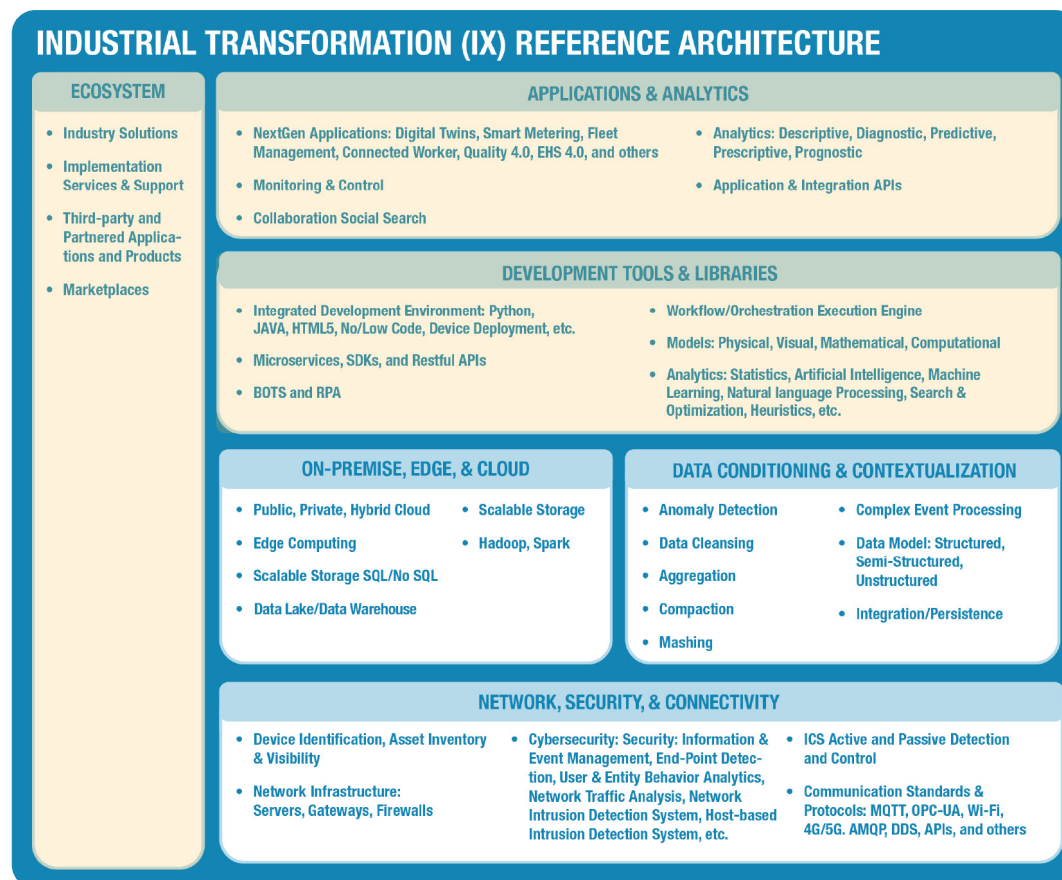 INDUSTRIAL TRANSFORMATION (IX) REFERENCE ARCHITECTURE
ECOSYSTEM
• Industry Solutions
• Implementation
Services & Support
• Third-party and
Partnered Applica-
tions and Products
• Marketplaces
APPLICATIONS & ANALYTICS
• NextGen Applications: Digital Twins, Smart Metering, Fleet
Management, Connected Worker, Quality 4.0, EHS 4.0, and others
• Monitoring & Control
• Collaboration Social Search
• Analytics: Descriptive, Diagnostic, Predictive,
Prescriptive, Prognostic
• Application & Integration APIs
DEVELOPMENT TOOLS & LIBRARIES
• Integrated Development Environment: Python,
JAVA, HTML5, No/Low Code, Device Deployment, etc.
• Microservices, SDKs, and Restful APIs
• BOTS and RPA
• Workflow/Orchestration Execution Engine
• Models: Physical, Visual, Mathematical, Computational
• Analytics: Statistics, Artificial Intelligence, Machine
Learning, Natural language Processing, Search &
Optimization, Heuristics, etc.
ON-PREMISE, EDGE, & CLOUD
• Public, Private, Hybrid Cloud
• Edge Computing
• Scalable Storage SQL/No SQL
• Data Lake/Data Warehouse
• Scalable Storage
• Hadoop, Spark
DATA CONDITIONING & CONTEXTUALIZATION
• Anomaly Detection
• Data Cleansing
• Aggregation
• Compaction
• Mashing
• Complex Event Processing
• Data Model: Structured,
Semi-Structured,
Unstructured
• Integration/Persistence
NETWORK, SECURITY, & CONNECTIVITY
• Device Identification, Asset Inventory
& Visibility
• Network Infrastructure:
Servers, Gateways, Firewalls
• Cybersecurity: Security: Information &
Event Management, End-Point Detec-
tion, User & Entity Behavior Analytics,
Network Traffic Analysis, Network
Intrusion Detection System, Host-based
Intrusion Detection System, etc.
• ICS Active and Passive Detection
and Control
• Communication Standards &
Protocols: MQTT, OPC-UA, Wi-Fi,
4G/5G. AMQP, DDS, APIs, and others